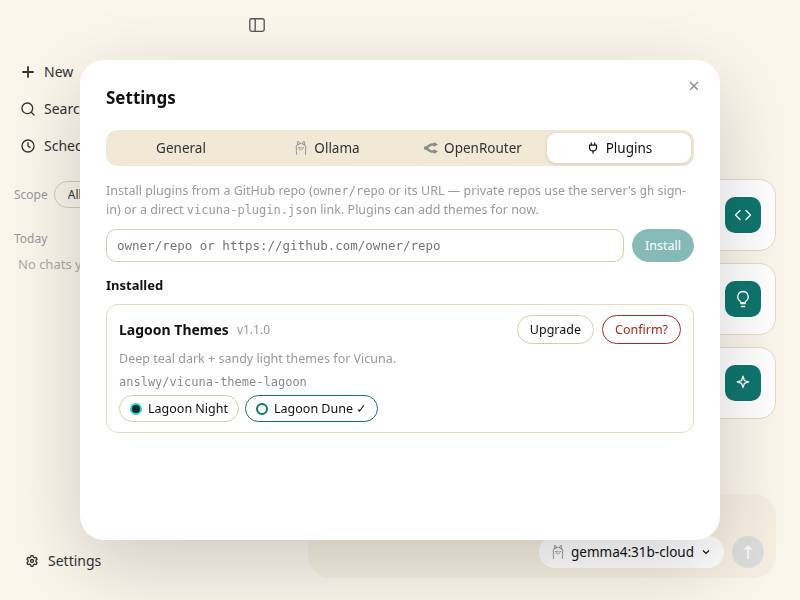 New
Searc
Sched
Scope All
Today
No chats y
Settings
Settings
×
General
Ollama
OpenRouter
Plugins
Install plugins from a GitHub repo (owner/repo or its URL — private repos use the server's gh sign-
in) or a direct vicuna-plugin.json link. Plugins can add themes for now.
owner/repo or https://github.com/owner/repo
Install
Installed
Lagoon Themes v1.1.0
Upgrade
Confirm?
Deep teal dark + sandy light themes for Vicuna.
anslwy/vicuna-theme-lagoon
Lagoon Night
Lagoon Dune ✓
gemma4:31b-cloud